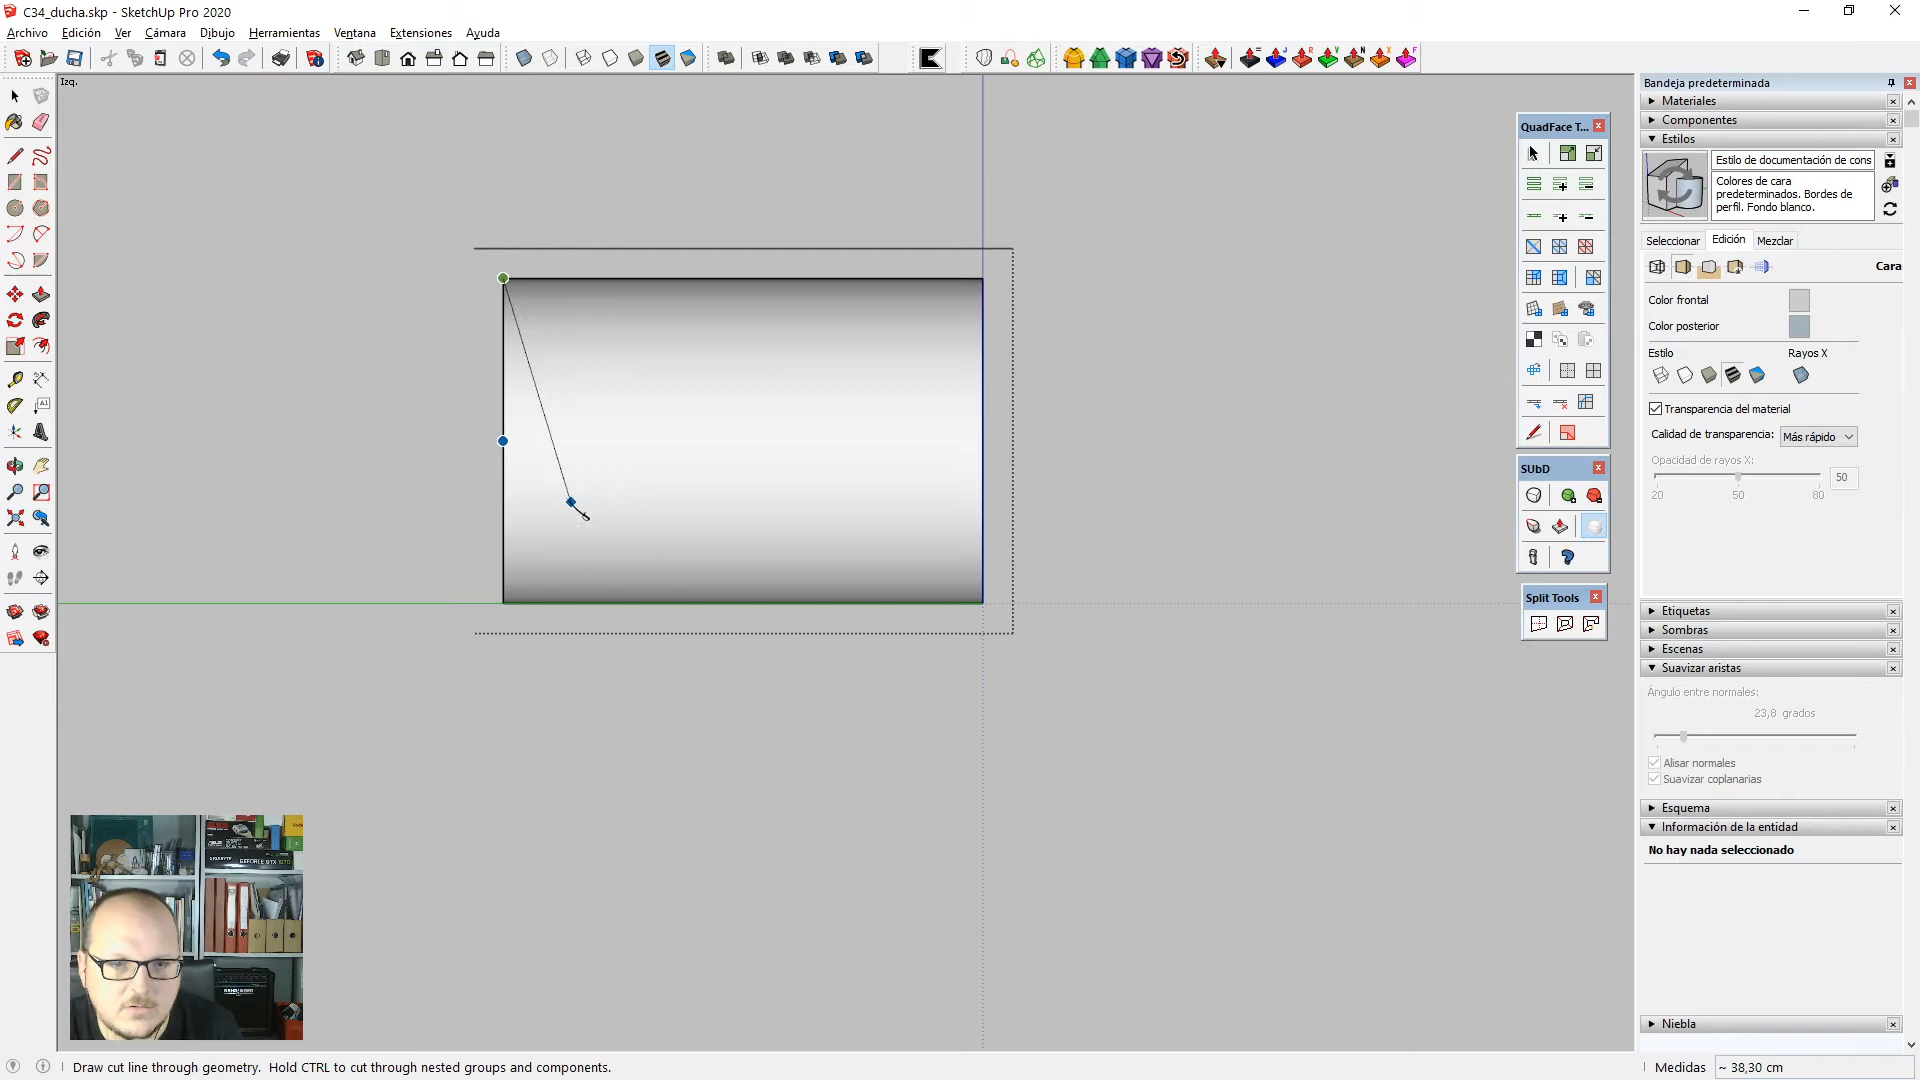 C34_ducha.skp - SketchUp Pro 2020
Archivo Edición Ver Cámara Dibujo Herramientas Ventana Extensiones Ayuda
Izq.
Bandeja predeterminada
Materiales
Componentes
Estilos
Estilo de documentación de cons
Colores de cara
predeterminados. Bordes de
perfil. Fondo blanco.
Seleccionar Edición Mezclar
Cara
Color frontal
Color posterior
Estilo Rayos X
Transparencia del material
Calidad de transparencia: Más rápido
Opacidad de rayos X:
50
20 50 80
Etiquetas
Sombras
Escenas
Suavizar aristas
Ángulo entre normales:
23,8 grados
Alisar normales
Suavizar coplanarias
Esquema
Información de la entidad
No hay nada seleccionado
Niebla
QuadFace T...
SUbD
Split Tools
GEFORCE GTX 1070
Draw cut line through geometry. Hold CTRL to cut through nested groups and components.
Medidas ~ 38,30 cm